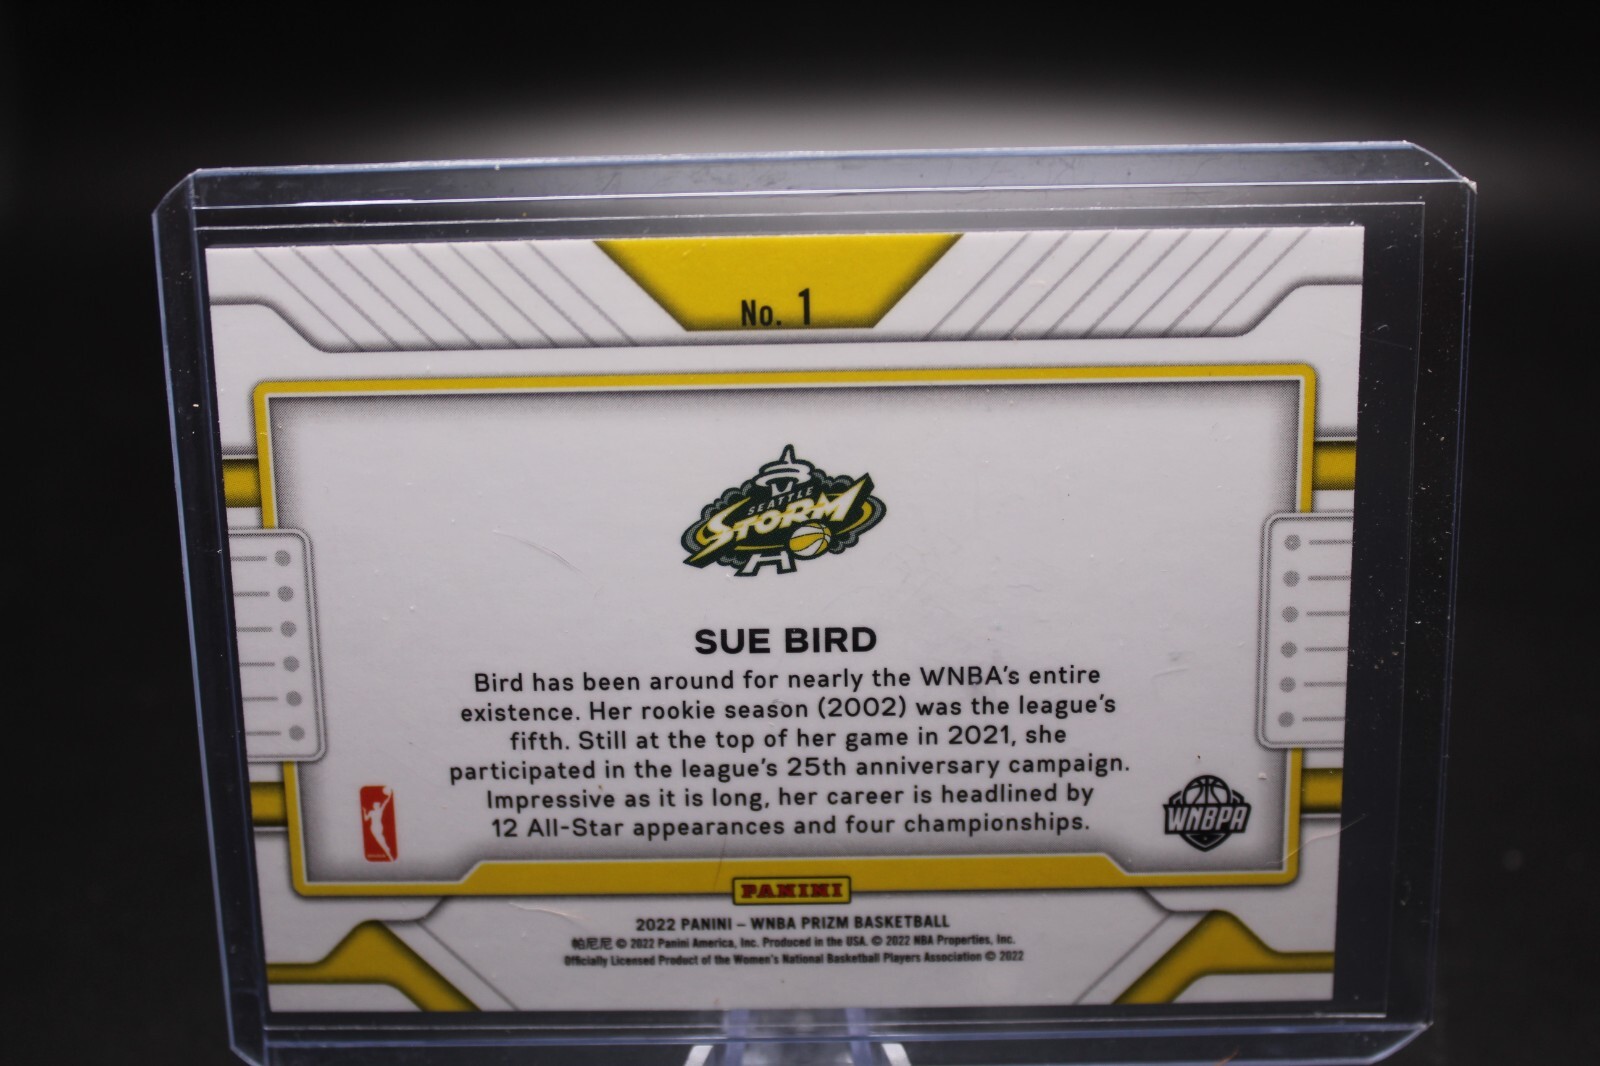 No. 1
SEATTLE
STORM
SUE BIRD
Bird has been around for nearly the WNBA's entire
existence. Her rookie season (2002) was the league's
fifth. Still at the top of her game in 2021, she
participated in the league's 25th anniversary campaign.
Impressive as it is long, her career is headlined by
12 All-Star appearances and four championships.
WNBPA
PANINI
2022 PANINI – WNBA PRIZM BASKETBALL
帕尼尼 © 2022 Panini America, Inc. Produced in the USA. © 2022 NBA Properties, Inc.
Officially Licensed Product of the Women's National Basketball Players Association © 2022